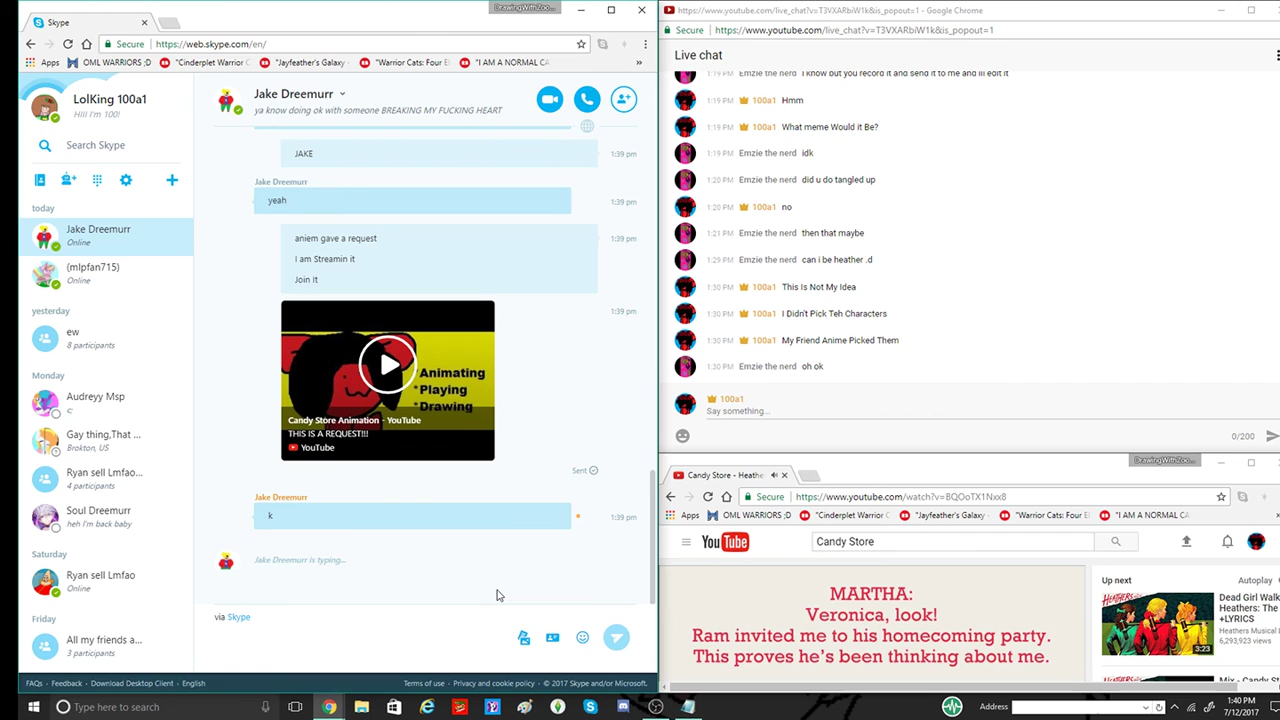 Skype
DrawingWithZoo...
Secure
https://web.skype.com/en/
Apps
OML WARRIORS ;D
"Cinderplet Warrior C
"Jayfeather's Galaxy -
"Warrior Cats: Four El
"I AM A NORMAL CA
»
LolKing 100a1
HIII I'm 100!
Search Skype
today
Jake Dreemurr
Online
(mlpfan715)
Online
yesterday
ew
8 participants
Monday
Audreyy Msp
c:
Gay thing,That ...
Brokton, US
Ryan sell Lmfao...
4 participants
Soul Dreemurr
heh I'm back baby
Saturday
Ryan sell Lmfao
Online
Friday
All my friends a...
3 participants
Jake Dreemurr
ya know doing ok with someone BREAKING MY FUCKING HEART
JAKE
1:39 pm
Jake Dreemurr
yeah
1:39 pm
aniem gave a request
1:39 pm
I am Streamin it
Join it
1:39 pm
Animating
*Playing
*Drawing
Candy Store Animation - YouTube
THIS IS A REQUEST!!!
YouTube
Sent
Jake Dreemurr
k
1:39 pm
Jake Dreemurr is typing...
via Skype
FAQs • Feedback • Download Desktop Client • English
Terms of use • Privacy and cookie policy • © 2017 Skype and/or Microsoft.
https://www.youtube.com/live_chat?v=T3VXARbiW1k&is_popout=1 - Google Chrome
Secure
https://www.youtube.com/live_chat?v=T3VXARbiW1k&is_popout=1
Live chat
1:19 PM Emzie the nerd I know but you record it and send it to me and ill edit it
1:19 PM 100a1 Hmm
1:19 PM 100a1 What meme Would it Be?
1:19 PM Emzie the nerd idk
1:20 PM Emzie the nerd did u do tangled up
1:20 PM 100a1 no
1:21 PM Emzie the nerd then that maybe
1:29 PM Emzie the nerd can i be heather .d
1:30 PM 100a1 This Is Not My Idea
1:30 PM 100a1 I Didn't Pick Teh Characters
1:30 PM 100a1 My Friend Anime Picked Them
1:30 PM Emzie the nerd oh ok
100a1
Say something...
0/200
DrawingWithZoo...
Candy Store - Heathe
Secure
https://www.youtube.com/watch?v=BQOoTX1Nxx8
Apps
OML WARRIORS ;D
"Cinderplet Warrior C
"Jayfeather's Galaxy -
"Warrior Cats: Four El
"I AM A NORMAL CA
YouTube
Candy Store
MARTHA:
Veronica, look!
Ram invited me to his homecoming party.
This proves he's been thinking about me.
Up next
Autoplay
HEATHERS
3:23
Dead Girl Walk
Heathers: The
+LYRICS
Heathers Musical
6,293,923 views
Type here to search
Address
1:40 PM
7/12/2017